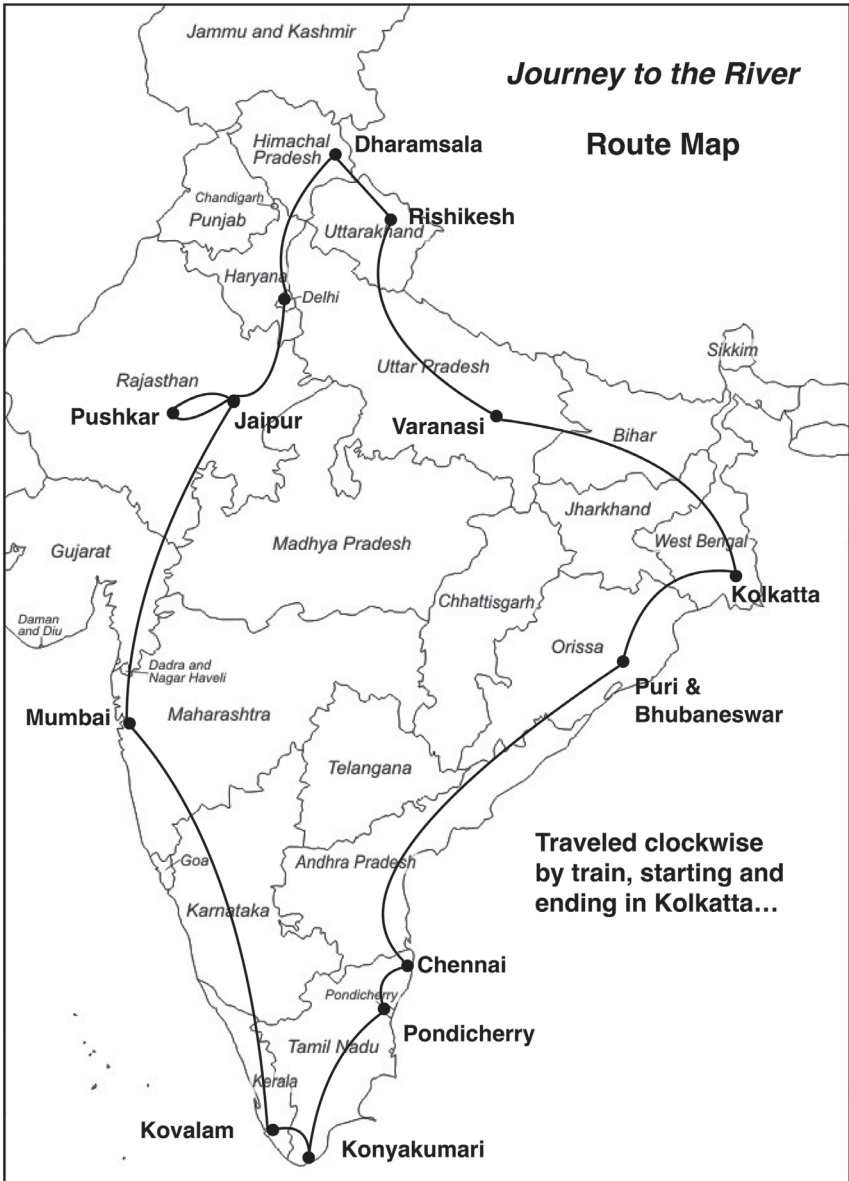 Jammu and Kashmir
Journey to the River
Route Map
Himachal
Pradesh
Dharamsala
Chandigarh
Punjab
Rishikesh
Uttarakhand
Haryana
Delhi
Sikkim
Uttar Pradesh
Rajasthan
Pushkar
Jaipur
Varanasi
Bihar
Jharkhand
Gujarat
Madhya Pradesh
West Bengal
Chhattisgarh
Kolkatta
Daman
and Diu
Orissa
Dadra and
Nagar Haveli
Puri &
Bhubaneswar
Mumbai
Maharashtra
Telangana
Traveled clockwise
by train, starting and
ending in Kolkatta…
Goa
Andhra Pradesh
Karnataka
Chennai
Pondicherry
Pondicherry
Tamil Nadu
Kerala
Kovalam
Konyakumari